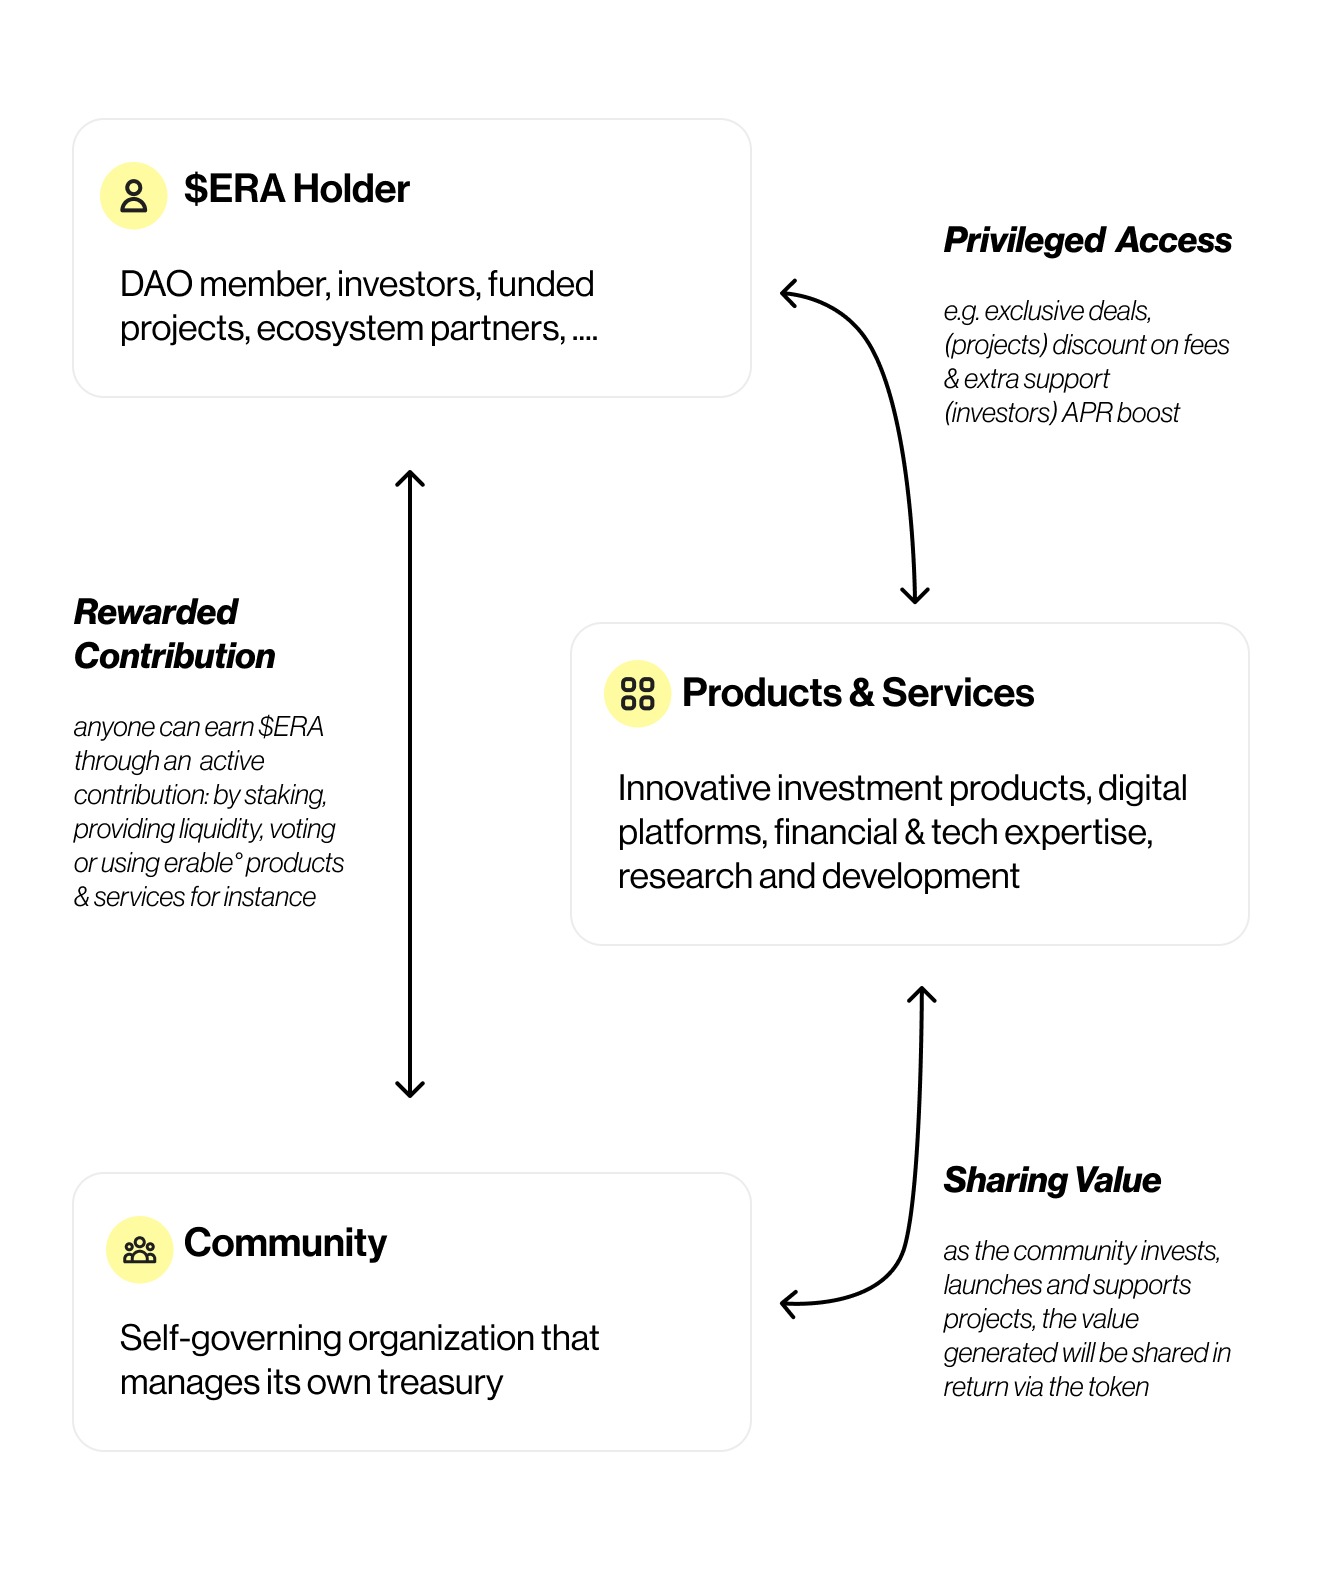 $ERA Holder
DAO member, investors, funded
projects, ecosystem partners, ....
Privileged Access
e.g. exclusive deals,
(projects) discount on fees
& extra support
(investors) APR boost
Rewarded
Contribution
anyone can earn $ERA
through an active
contribution: by staking,
providing liquidity, voting
or using erable° products
& services for instance
Products & Services
Innovative investment products, digital
platforms, financial & tech expertise,
research and development
Community
Self-governing organization that
manages its own treasury
Sharing Value
as the community invests,
launches and supports
projects, the value
generated will be shared in
return via the token